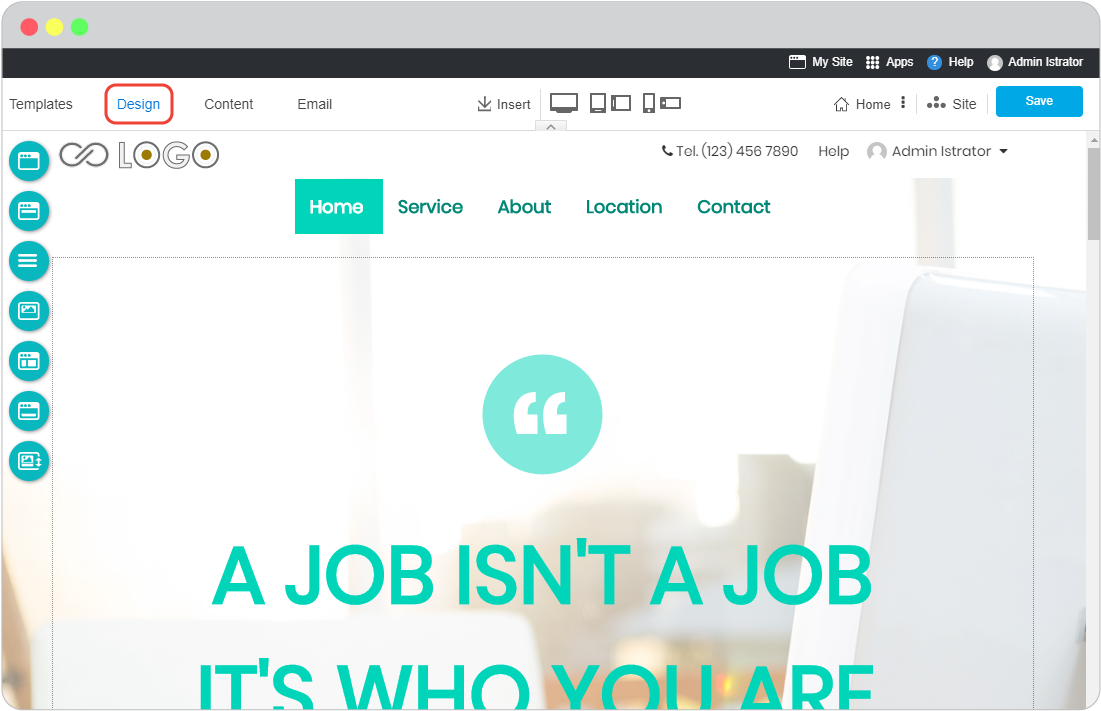 My Site Apps ? Help Admin Istrator
Templates Design Content Email Insert Home Site Save
LOGO Tel. (123) 456 7890 Help Admin Istrator
Home Service About Location Contact
“
A JOB ISN'T A JOB
IT'S WHO YOU ARE